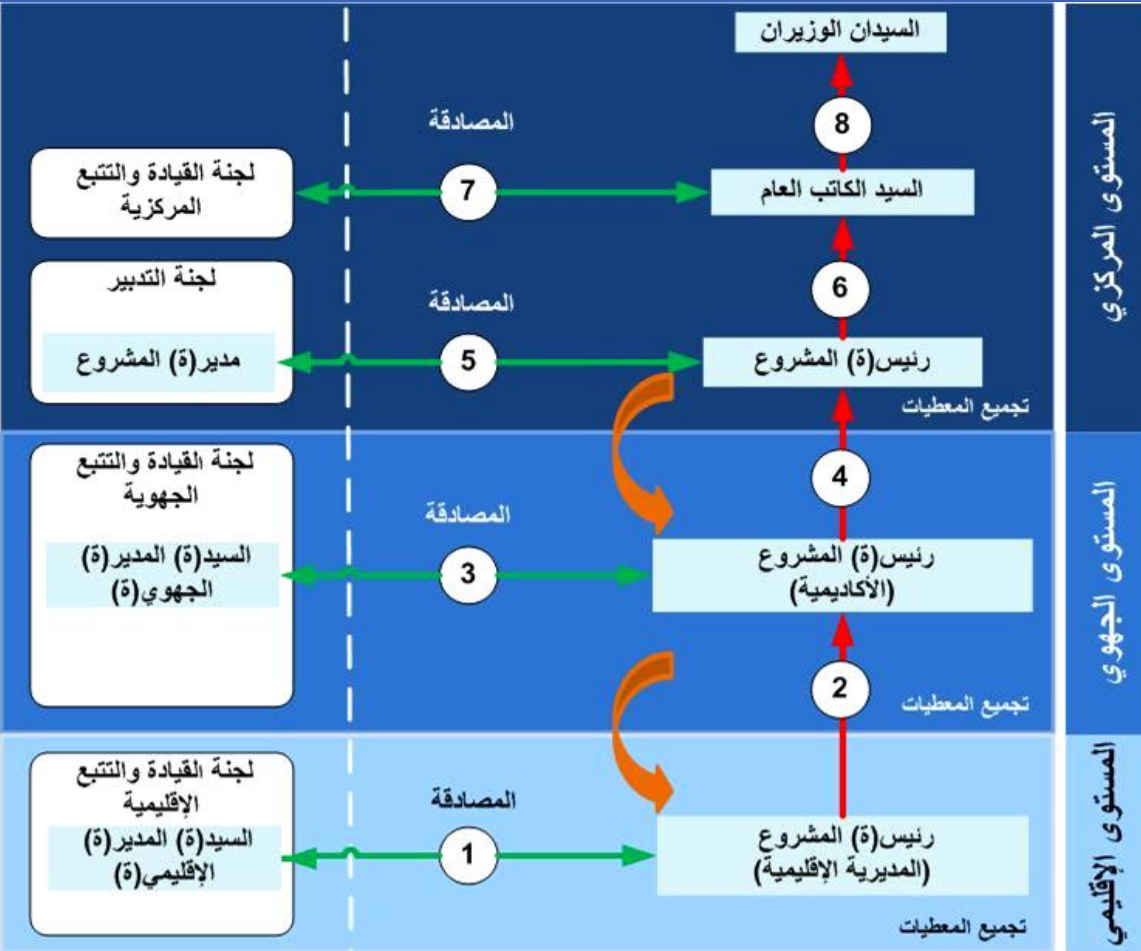 المستوى المركزي
السيدان الوزيران
8
المصادقة
السيد الكاتب العام
7
لجنة القيادة والتتبع
المركزية
6
المصادقة
لجنة التدبير
رئيس(ة) المشروع
5
مدير(ة) المشروع
تجميع المعطيات
المستوى الجهوي
4
لجنة القيادة والتتبع
الجهوية
المصادقة
رئيس(ة) المشروع
(الأكاديمية)
3
السيد(ة) المدير(ة)
الجهوي(ة)
2
تجميع المعطيات
المستوى الإقليمي
لجنة القيادة والتتبع
الإقليمية
المصادقة
رئيس(ة) المشروع
(المديرية الإقليمية)
1
السيد(ة) المدير(ة)
الإقليمي(ة)
تجميع المعطيات